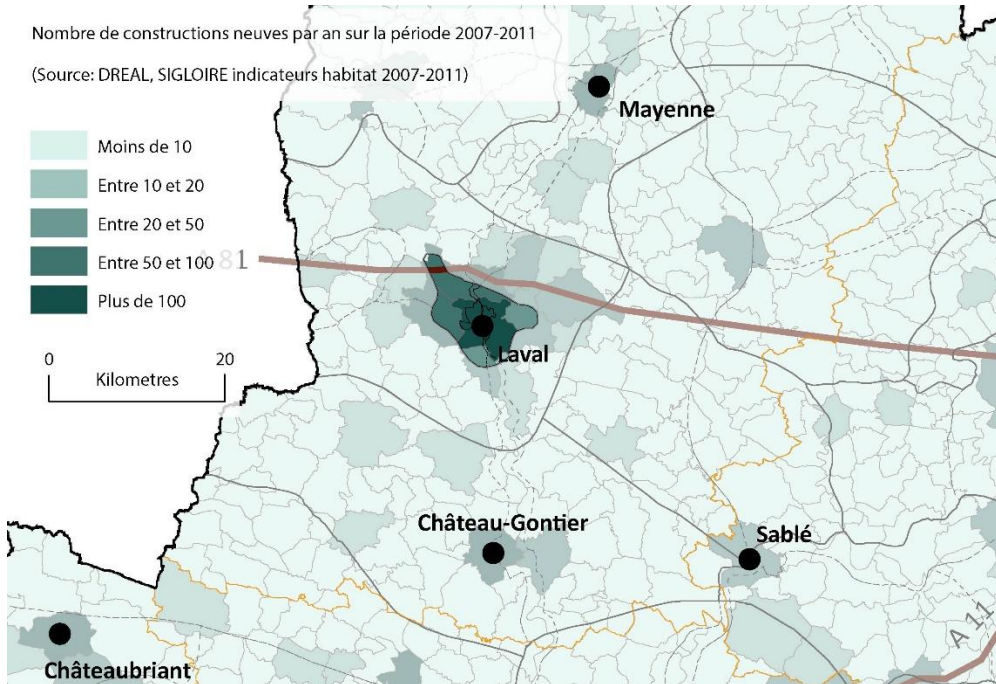 Nombre de constructions neuves par an sur la période 2007-2011
(Source: DREAL, SIGLOIRE indicateurs habitat 2007-2011)
Moins de 10
Entre 10 et 20
Entre 20 et 50
Entre 50 et 100
Plus de 100
0 20
Kilometres
A 81
Mayenne
Laval
Château-Gontier
Sablé
Châteaubriant
A 11